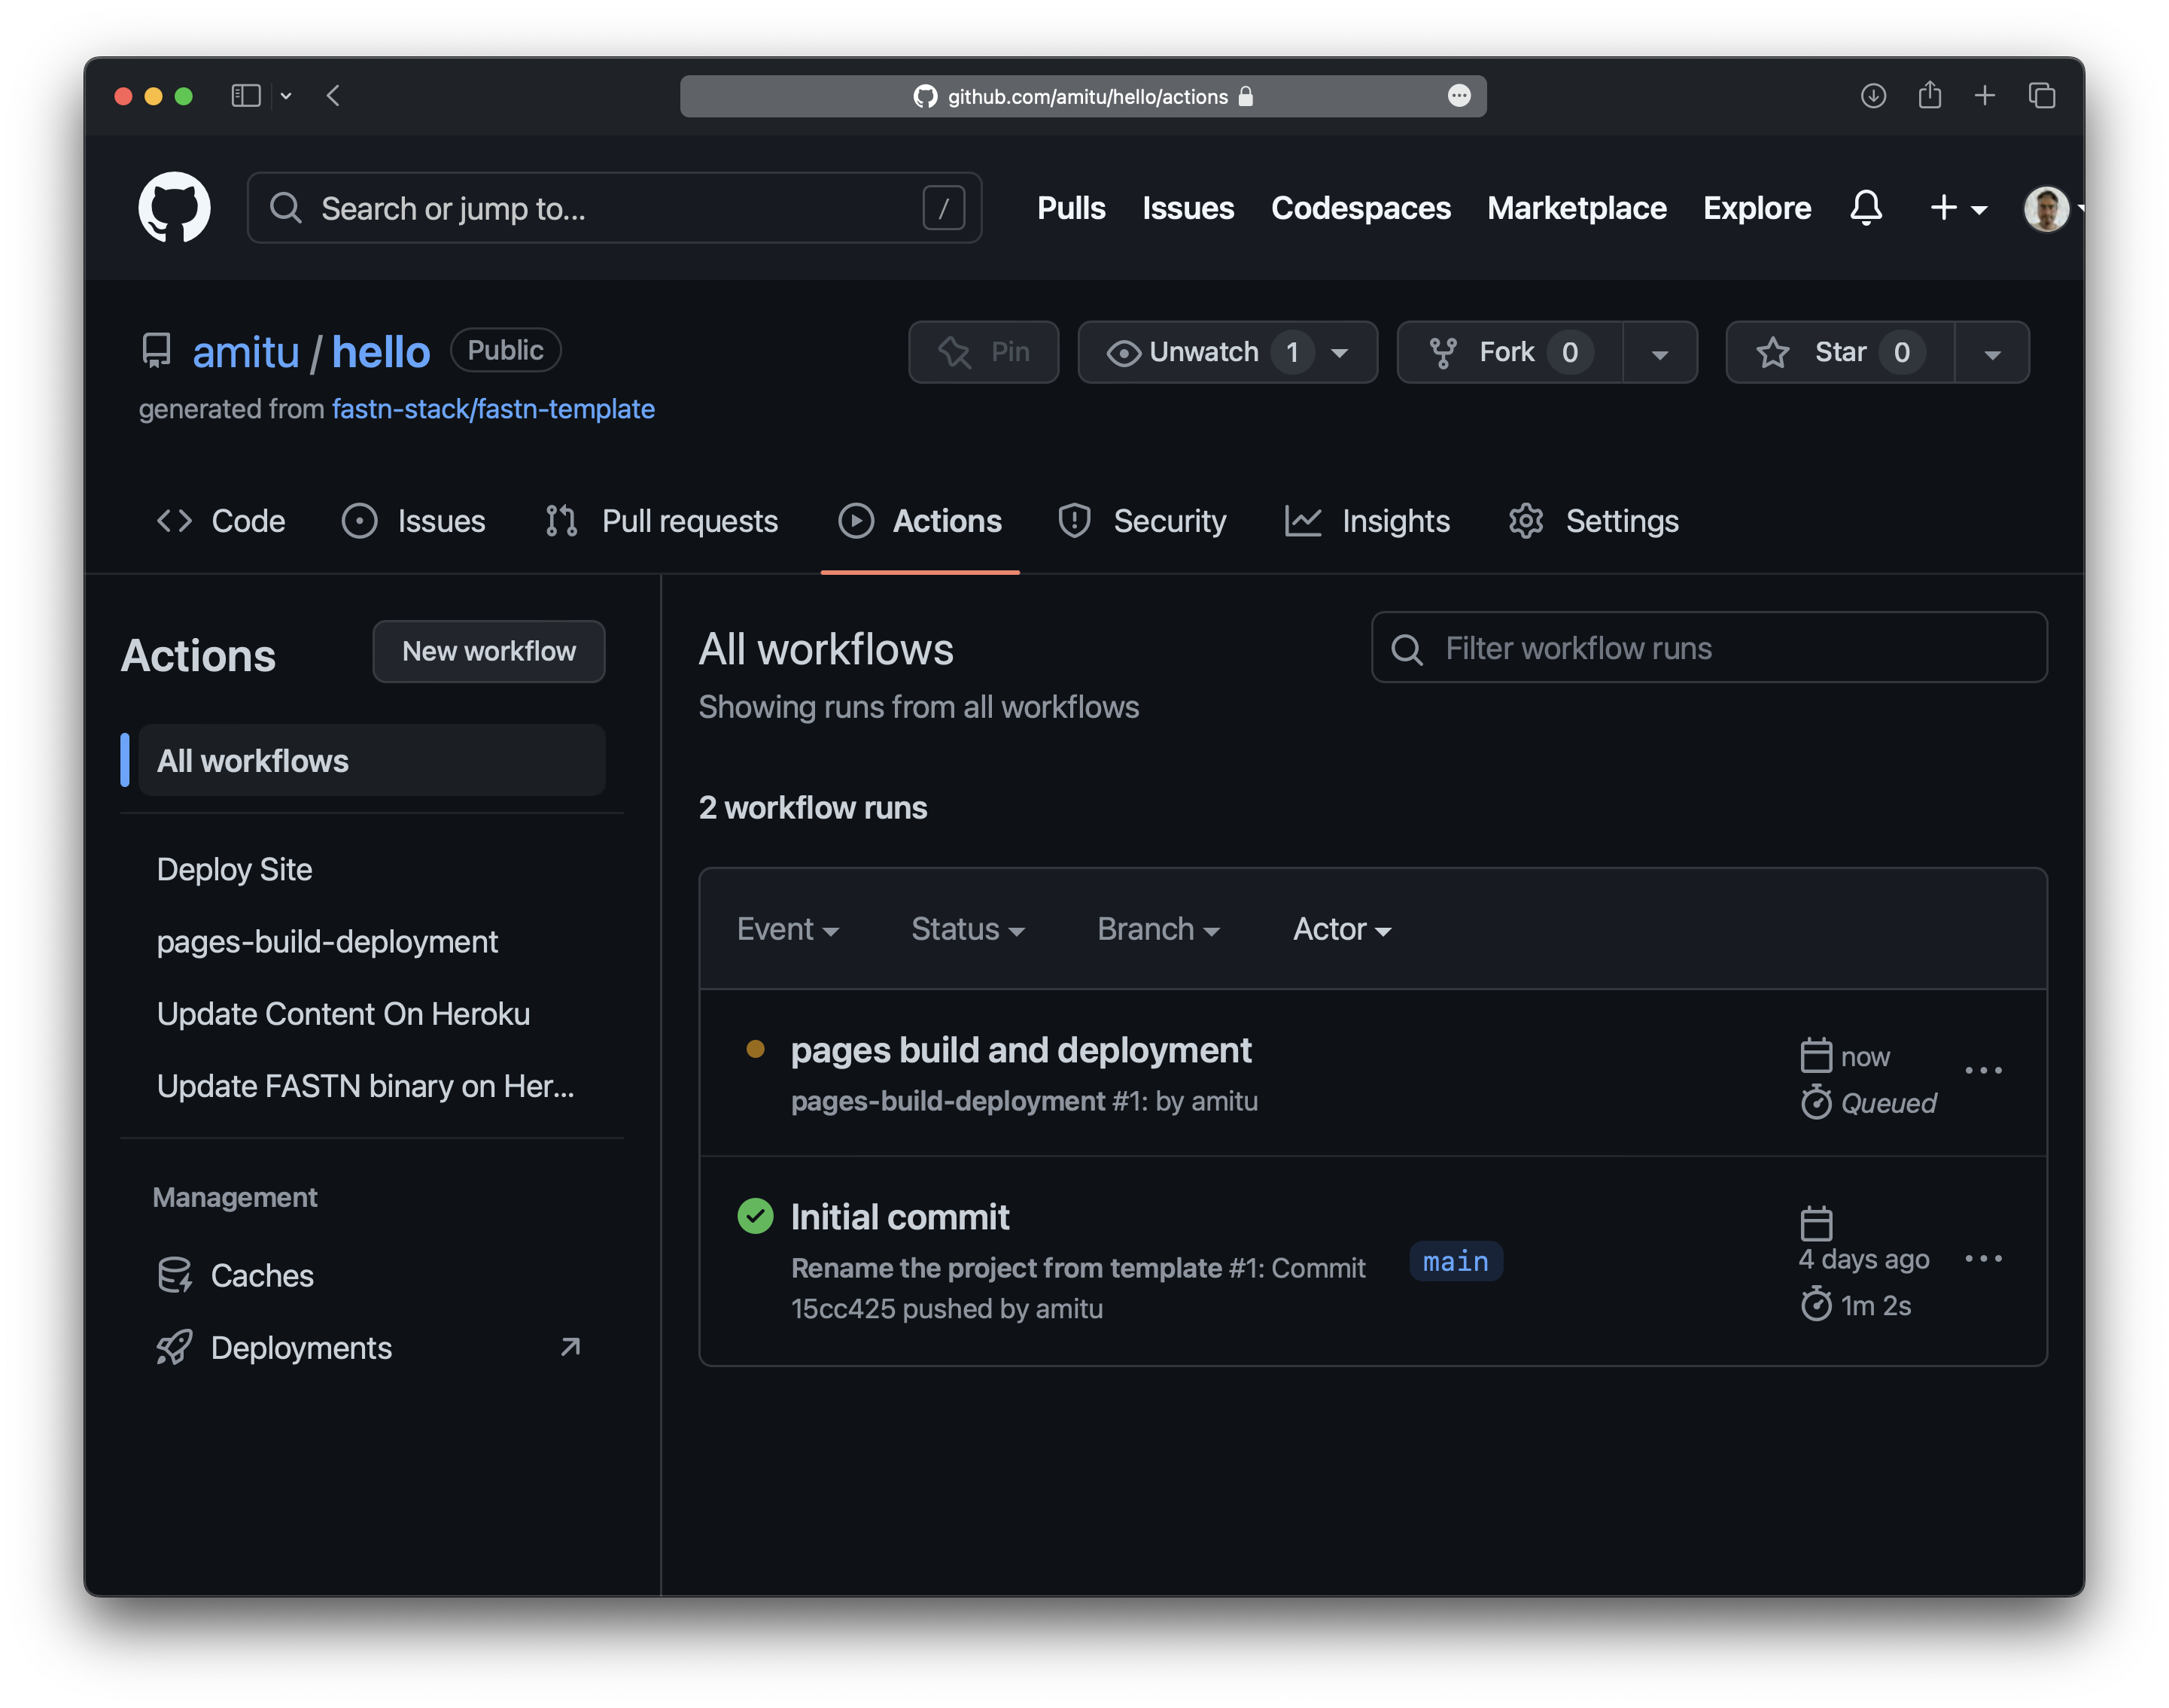 github.com/amitu/hello/actions
Search or jump to...
/
Pulls
Issues
Codespaces
Marketplace
Explore
amitu / hello
Public
Pin
Unwatch 1
Fork 0
Star 0
generated from fastn-stack/fastn-template
Code
Issues
Pull requests
Actions
Security
Insights
Settings
Actions
New workflow
All workflows
Deploy Site
pages-build-deployment
Update Content On Heroku
Update FASTN binary on Her...
Management
Caches
Deployments
All workflows
Showing runs from all workflows
Filter workflow runs
2 workflow runs
Event
Status
Branch
Actor
pages build and deployment
pages-build-deployment #1: by amitu
now
Queued
Initial commit
Rename the project from template #1: Commit
15cc425 pushed by amitu
main
4 days ago
1m 2s